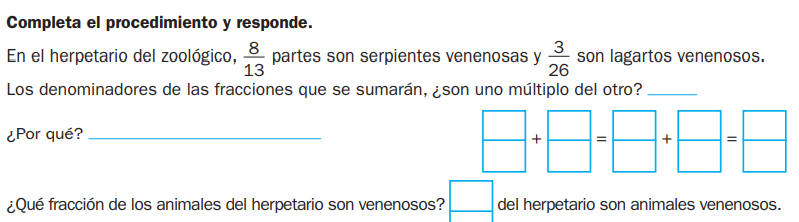 Completa el procedimiento y responde.
En el herpetario del zoológico, 8/13 partes son serpientes venenosas y 3/26 son lagartos venenosos.
Los denominadores de las fracciones que se sumarán, ¿son uno múltiplo del otro?
¿Por qué?
+ = + =
¿Qué fracción de los animales del herpetario son venenosos? del herpetario son animales venenosos.